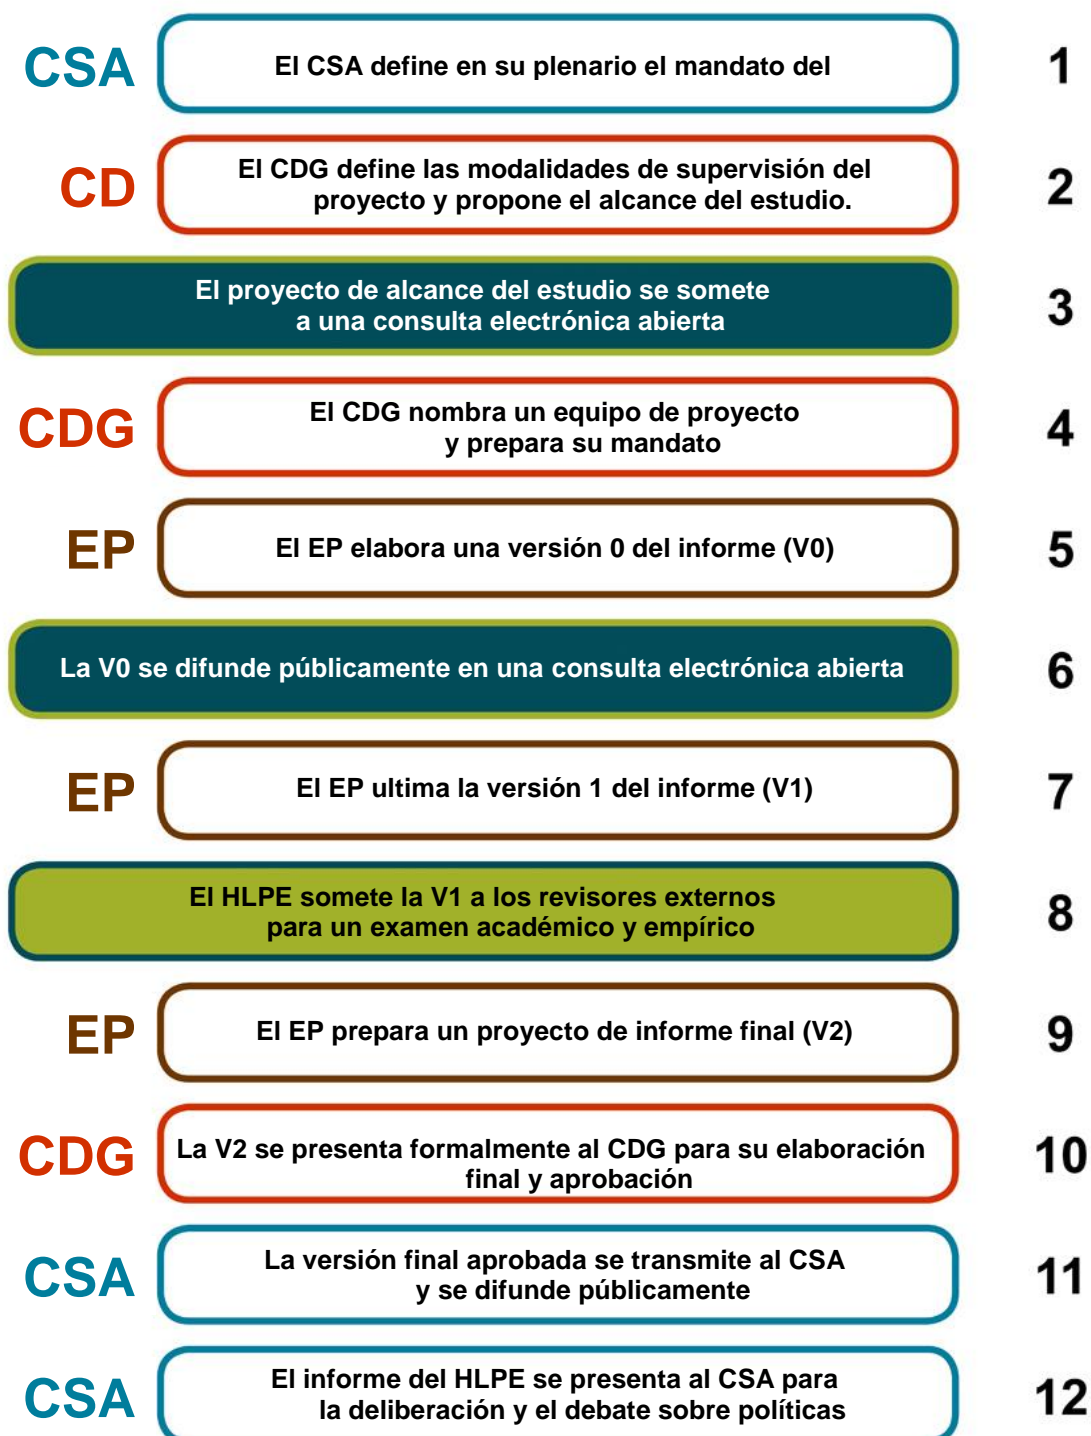 CSA El CSA define en su plenario el mandato del 1
CD El CDG define las modalidades de supervisión del
proyecto y propone el alcance del estudio. 2
El proyecto de alcance del estudio se somete
a una consulta electrónica abierta 3
CDG El CDG nombra un equipo de proyecto
y prepara su mandato 4
EP El EP elabora una versión 0 del informe (V0) 5
La V0 se difunde públicamente en una consulta electrónica abierta 6
EP El EP ultima la versión 1 del informe (V1) 7
El HLPE somete la V1 a los revisores externos
para un examen académico y empírico 8
EP El EP prepara un proyecto de informe final (V2) 9
CDG La V2 se presenta formalmente al CDG para su elaboración
final y aprobación 10
CSA La versión final aprobada se transmite al CSA
y se difunde públicamente 11
CSA El informe del HLPE se presenta al CSA para
la deliberación y el debate sobre políticas 12